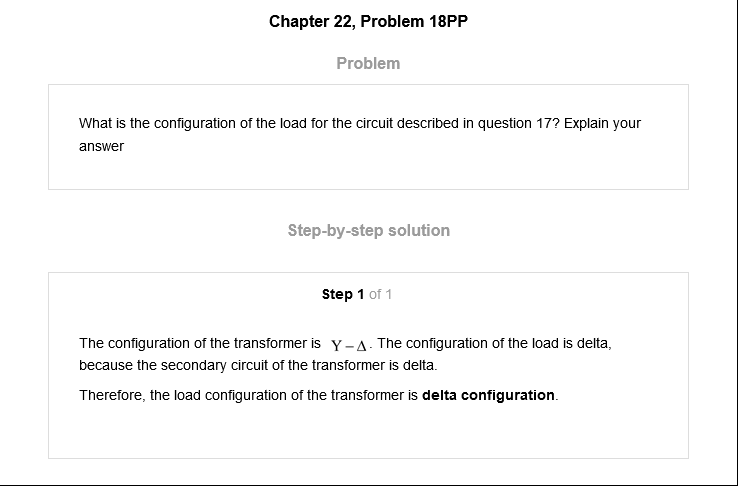 Chapter 22, Problem 18PP
Problem
What is the configuration of the load for the circuit described in question 17? Explain your
answer
Step-by-step solution
Step 1 of 1
The configuration of the transformer is Y – Δ. The configuration of the load is delta,
because the secondary circuit of the transformer is delta.
Therefore, the load configuration of the transformer is delta configuration.